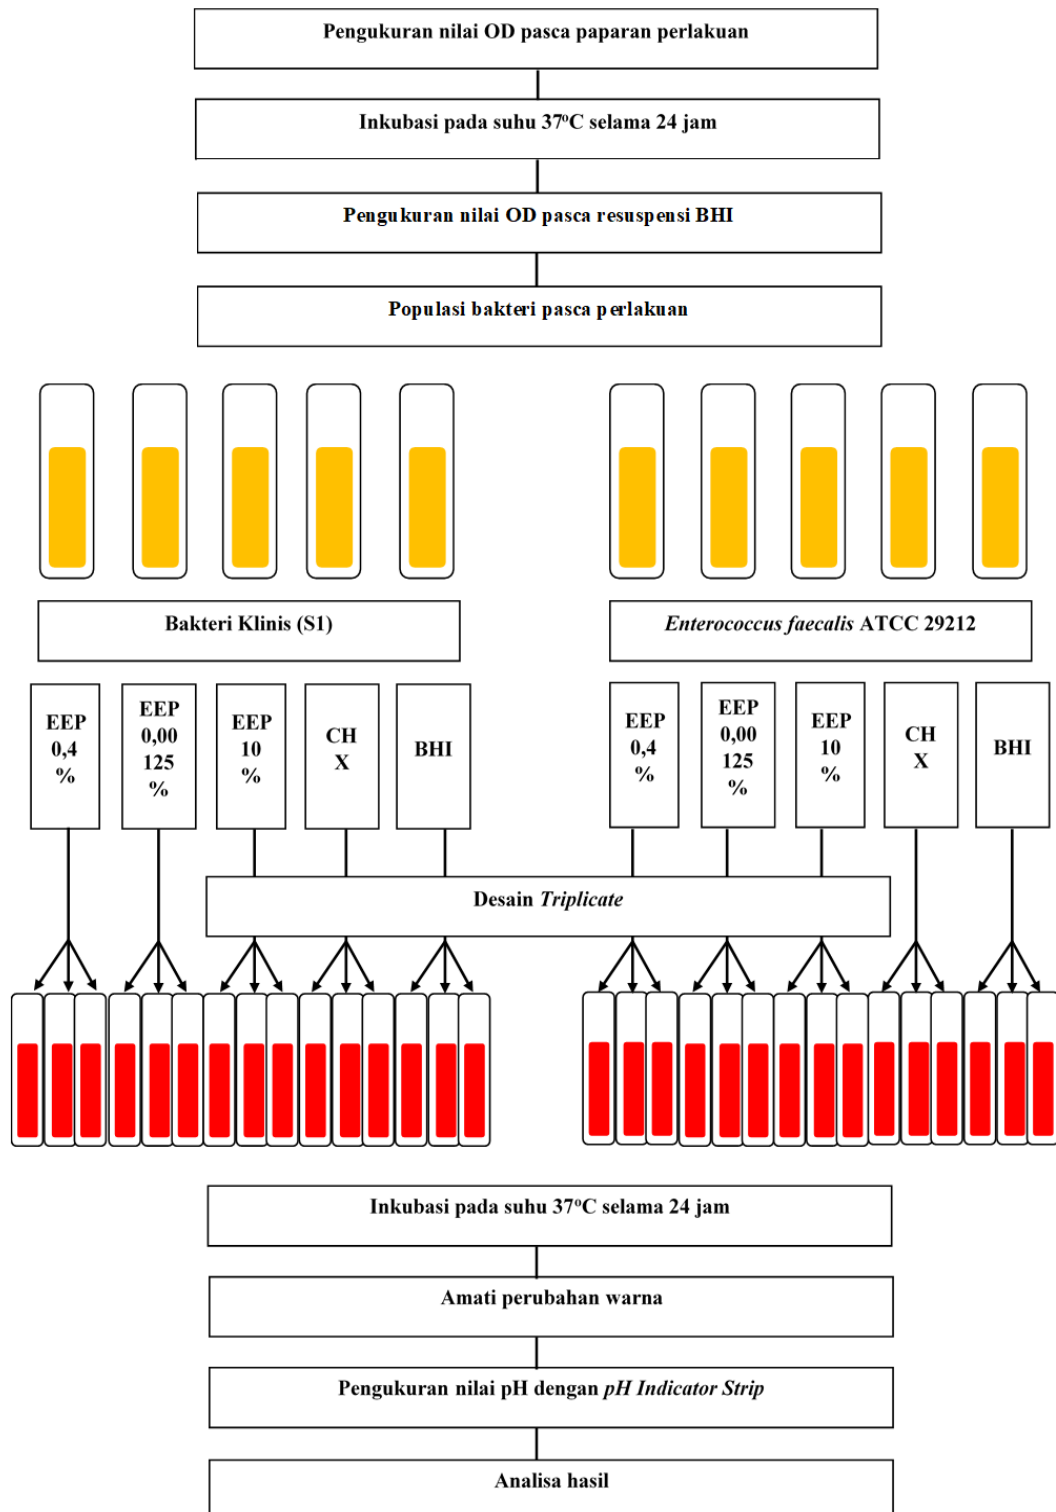 Pengukuran nilai OD pasca paparan perlakuan
Inkubasi pada suhu 37°C selama 24 jam
Pengukuran nilai OD pasca resuspensi BHI
Populasi bakteri pasca perlakuan
Bakteri Klinis (S1)
Enterococcus faecalis ATCC 29212
EEP
0,4
%
EEP
0,00
125
%
EEP
10
%
CH
X
BHI
EEP
0,4
%
EEP
0,00
125
%
EEP
10
%
CH
X
BHI
Desain Triplicate
Inkubasi pada suhu 37°C selama 24 jam
Amati perubahan warna
Pengukuran nilai pH dengan pH Indicator Strip
Analisa hasil